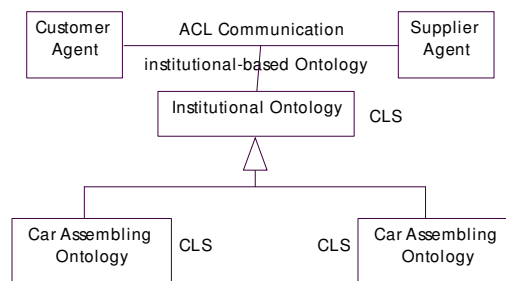 Customer
Agent
ACL Communication
Supplier
Agent
institutional-based Ontology
Institutional Ontology
CLS
Car Assembling
Ontology
CLS
CLS
Car Assembling
Ontology